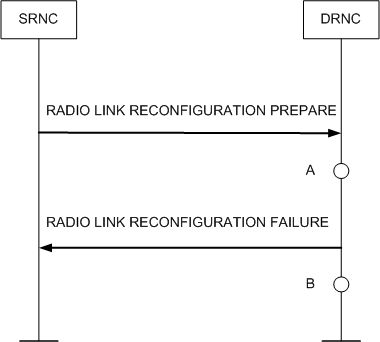 SRNC
DRNC
RADIO LINK RECONFIGURATION PREPARE
A
RADIO LINK RECONFIGURATION FAILURE
B